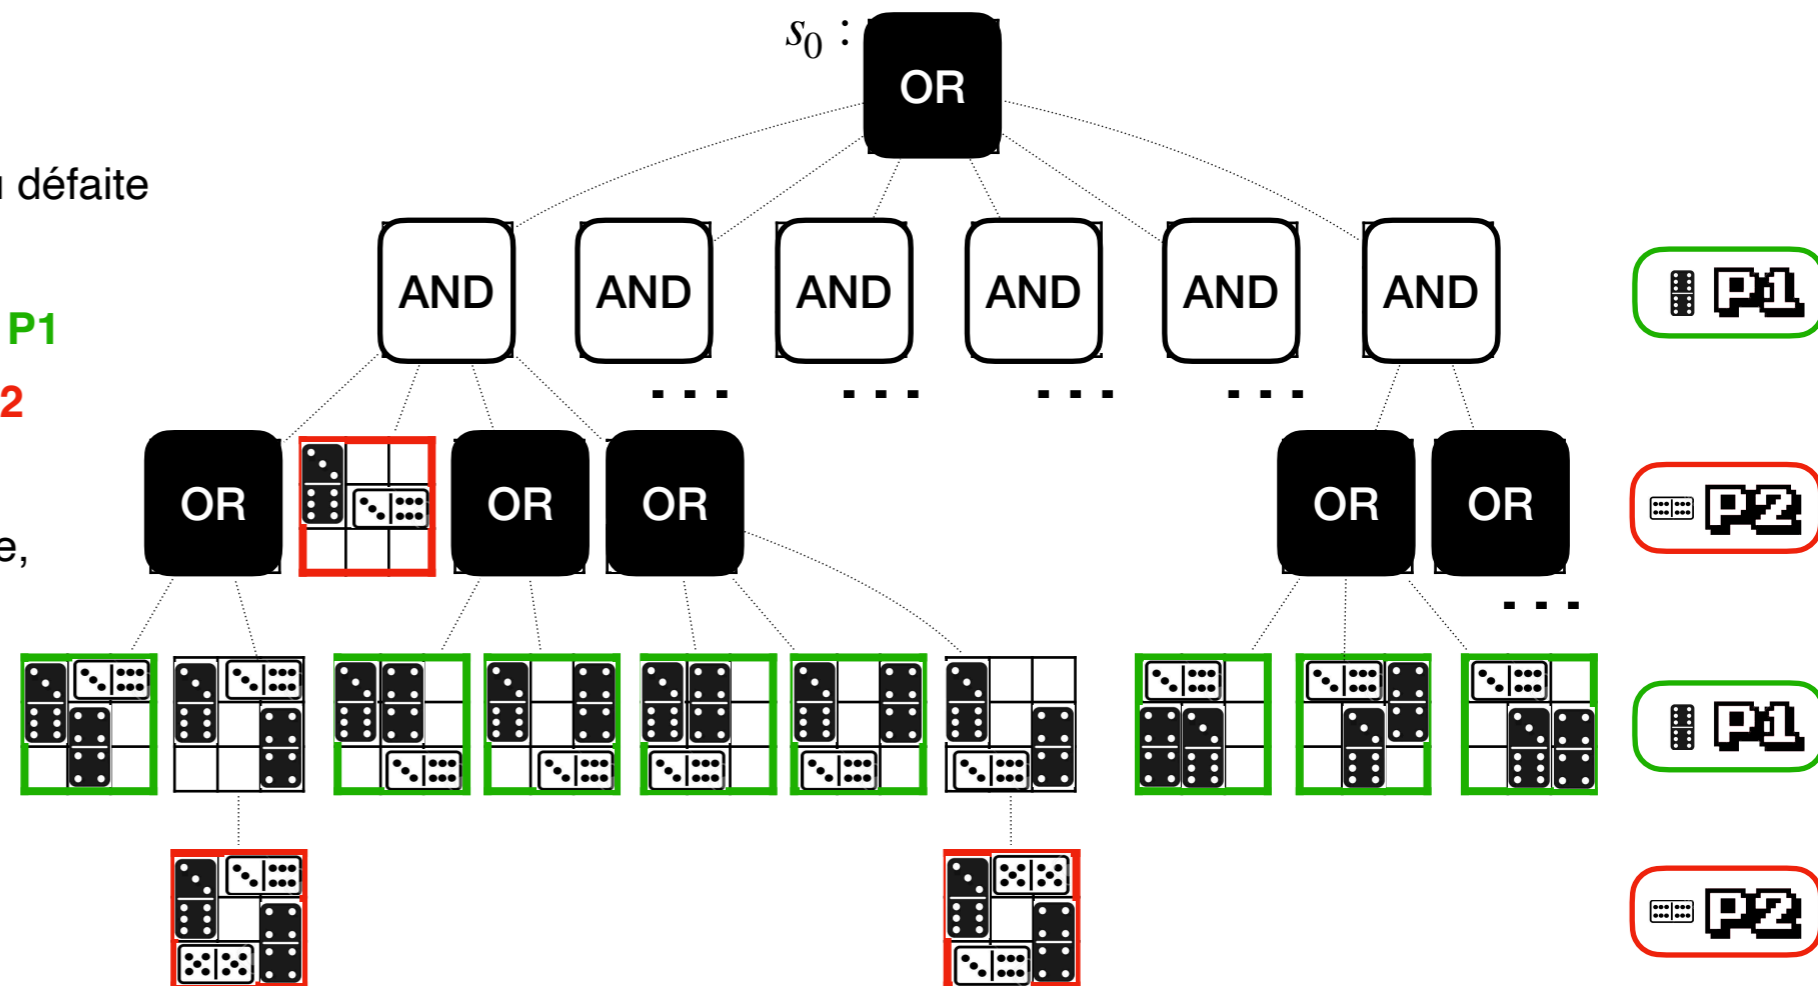 s₀ :
OR
u défaite
AND AND AND AND AND AND
P1
P1
... ... ... ...
2
OR OR OR OR OR
P2
e,
...
P1
P2